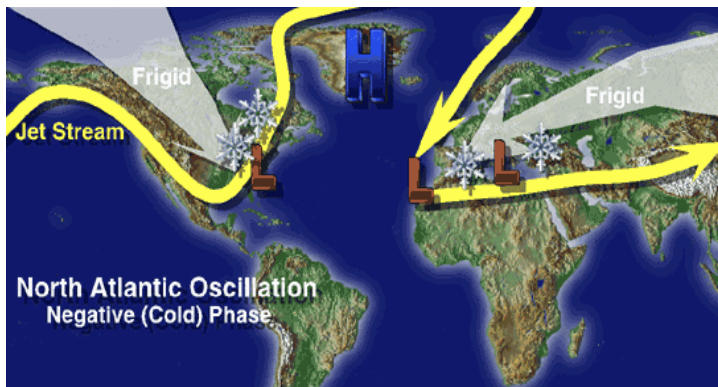 Frigid
H
Frigid
Jet Stream
L
L
L
North Atlantic Oscillation
Negative (Cold) Phase